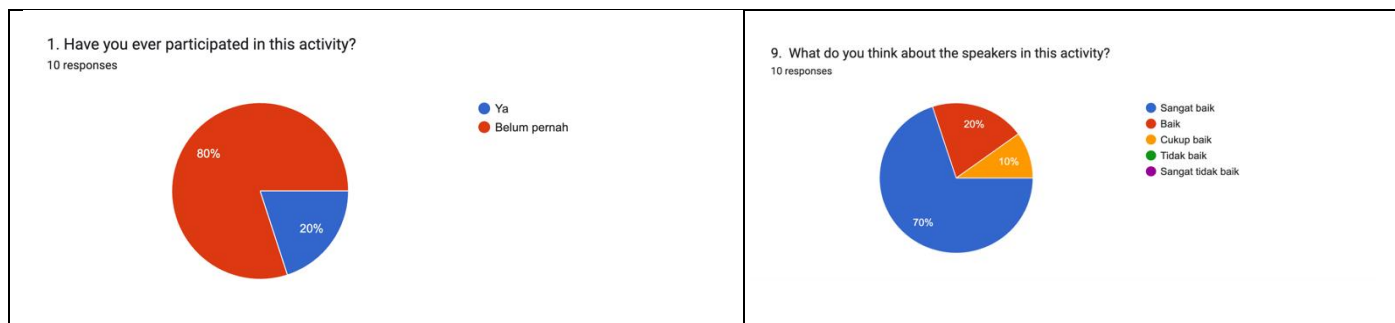 1. Have you ever participated in this activity?
10 responses
80%
20%
Ya
Belum pernah
9. What do you think about the speakers in this activity?
10 responses
20%
10%
70%
Sangat baik
Baik
Cukup baik
Tidak baik
Sangat tidak baik